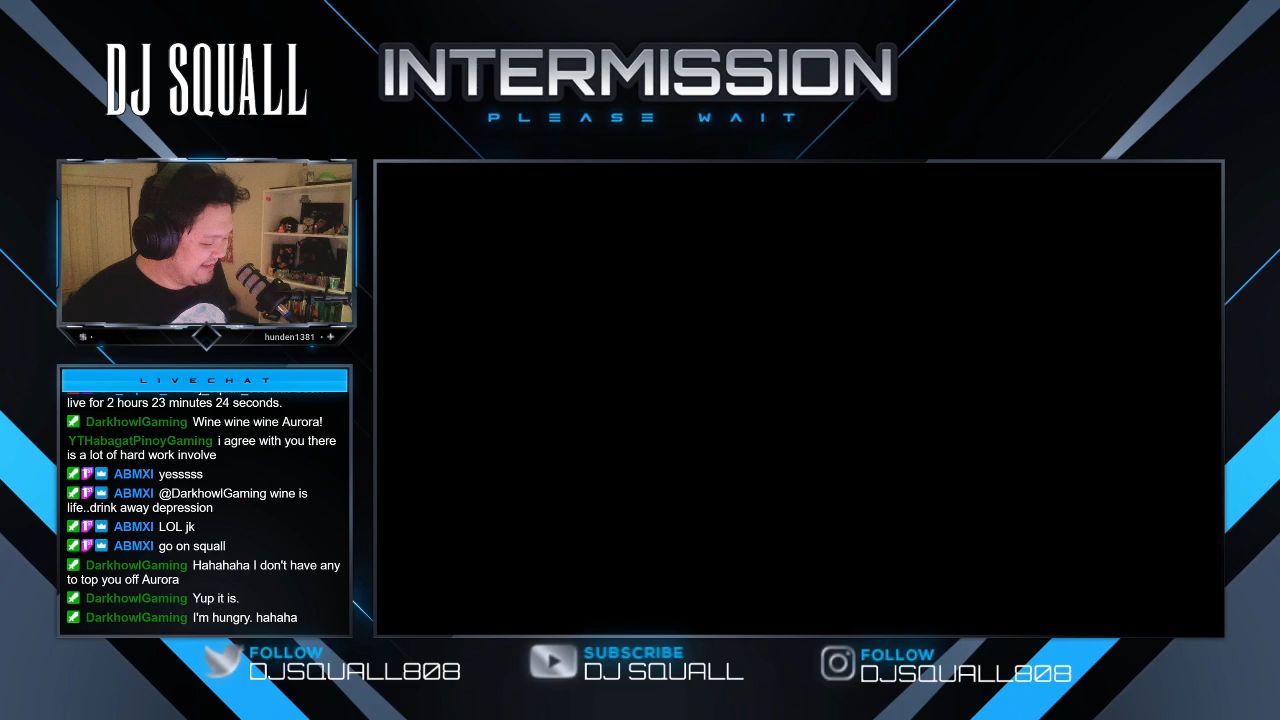 DJ SQUALL
INTERMISSION
PLEASE WAIT
hunden1381
LIVECHAT
live for 2 hours 23 minutes 24 seconds.
DarkhowlGaming Wine wine wine Aurora!
YTHabagatPinoyGaming i agree with you there
is a lot of hard work involve
ABMXI yesssss
ABMXI @DarkhowlGaming wine is
life..drink away depression
ABMXI LOL jk
ABMXI go on squall
DarkhowlGaming Hahahaha I don't have any
to top you off Aurora
DarkhowlGaming Yup it is.
DarkhowlGaming I'm hungry. hahaha
FOLLOW
DJSQUALL808
SUBSCRIBE
DJ SQUALL
FOLLOW
DJSQUALL808